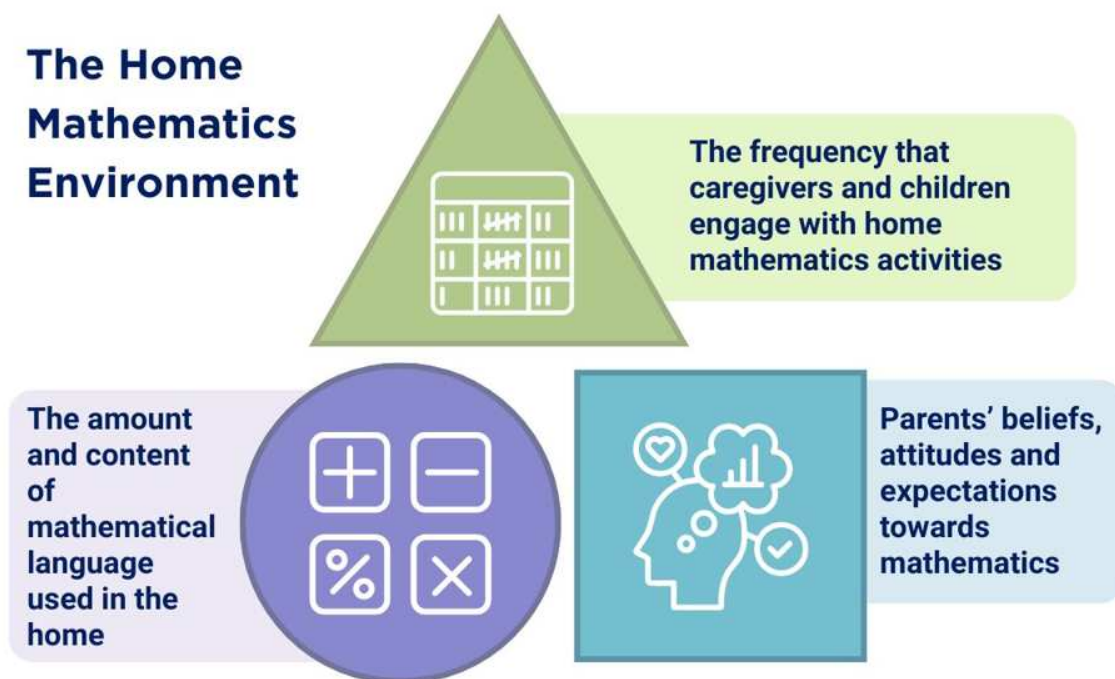 The Home
Mathematics
Environment
The frequency that
caregivers and children
engage with home
mathematics activities
The amount
and content
of
mathematical
language
used in the
home
Parents’ beliefs,
attitudes and
expectations
towards
mathematics